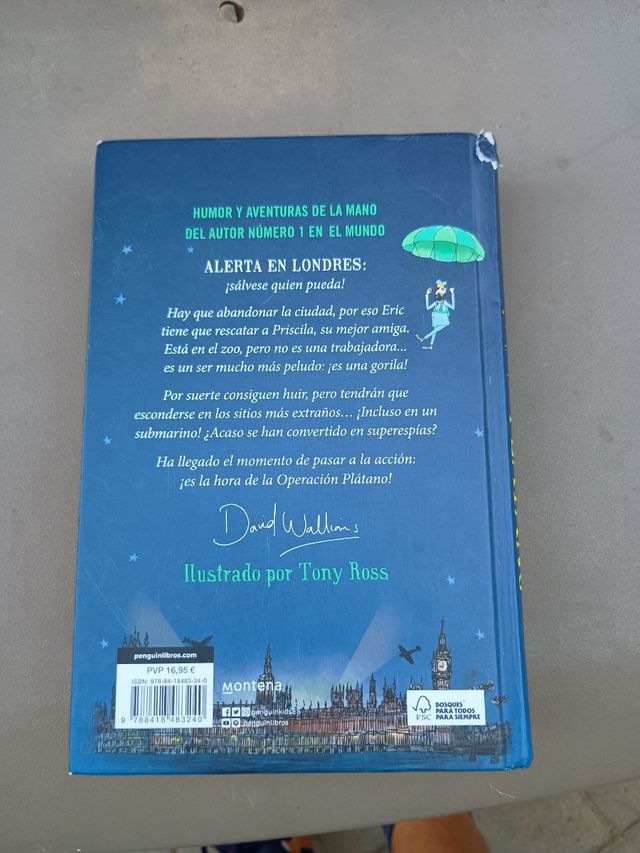 HUMOR Y AVENTURAS DE LA MANO
DEL AUTOR NÚMERO 1 EN EL MUNDO
ALERTA EN LONDRES:
¡sálvese quien pueda!
Hay que abandonar la ciudad, por eso Eric
tiene que rescatar a Priscila, su mejor amiga.
Está en el zoo, pero no es una trabajadora...
es un ser mucho más peludo: ¡es una gorila!
Por suerte consiguen huir, pero tendrán que
esconderse en los sitios más extraños... ¡Incluso en un
submarino! ¿Acaso se han convertido en superespías?
Ha llegado el momento de pasar a la acción:
¡es la hora de la Operación Plátano!
David Walliams
Ilustrado por Tony Ross
penguinlibros.com
PVP 16,95 €
ISBN: 978-84-18483-24-0
9 788418 483240
montena
penguinkidsES
penguinlibros
FSC
BOSQUES
PARA TODOS
PARA SIEMPRE